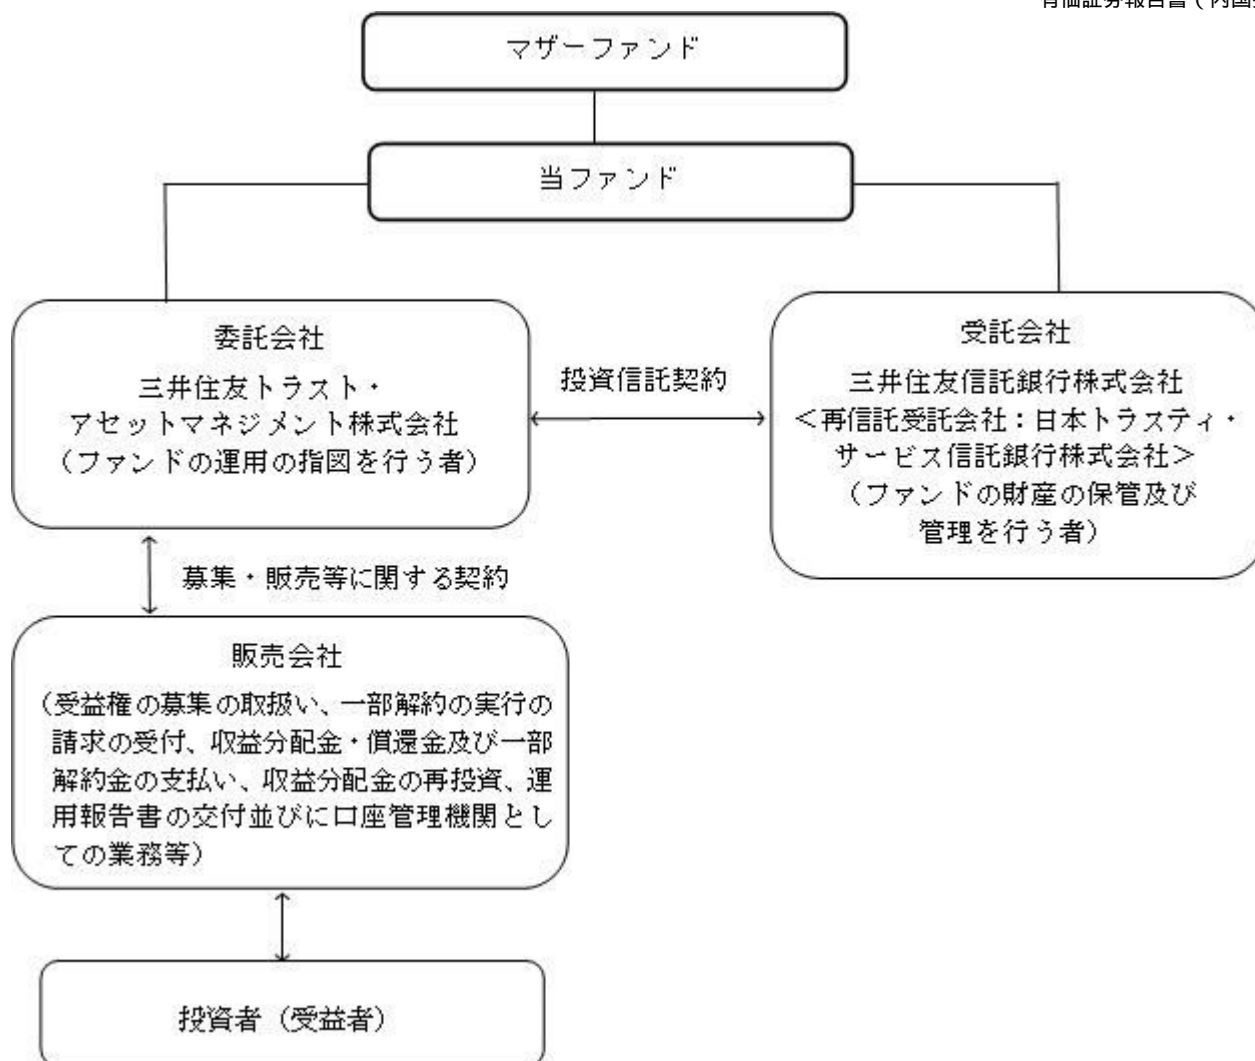 有価証券報告書（内国
マザーファンド
当ファンド
委託会社
三井住友トラスト・
アセットマネジメント株式会社
（ファンドの運用の指図を行う者）
投資信託契約
受託会社
三井住友信託銀行株式会社
＜再信託受託会社：日本トラスティ・
サービス信託銀行株式会社＞
（ファンドの財産の保管及び
管理を行う者）
募集・販売等に関する契約
販売会社
（受益権の募集の取扱い、一部解約の実行の
請求の受付、収益分配金・償還金及び一部
解約金の支払い、収益分配金の再投資、運
用報告書の交付並びに口座管理機関とし
ての業務等）
投資者（受益者）